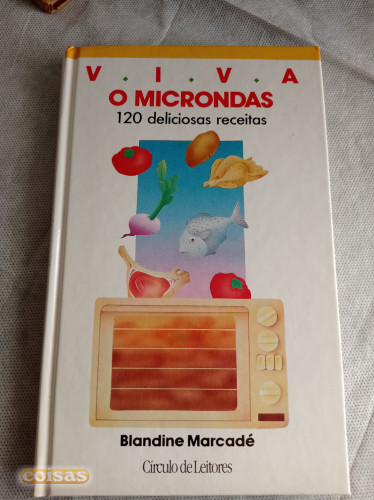 V.I.V.A
O MICRONDAS
120 deliciosas receitas
Blandine Marcadé
Círculo de Leitores
coisas